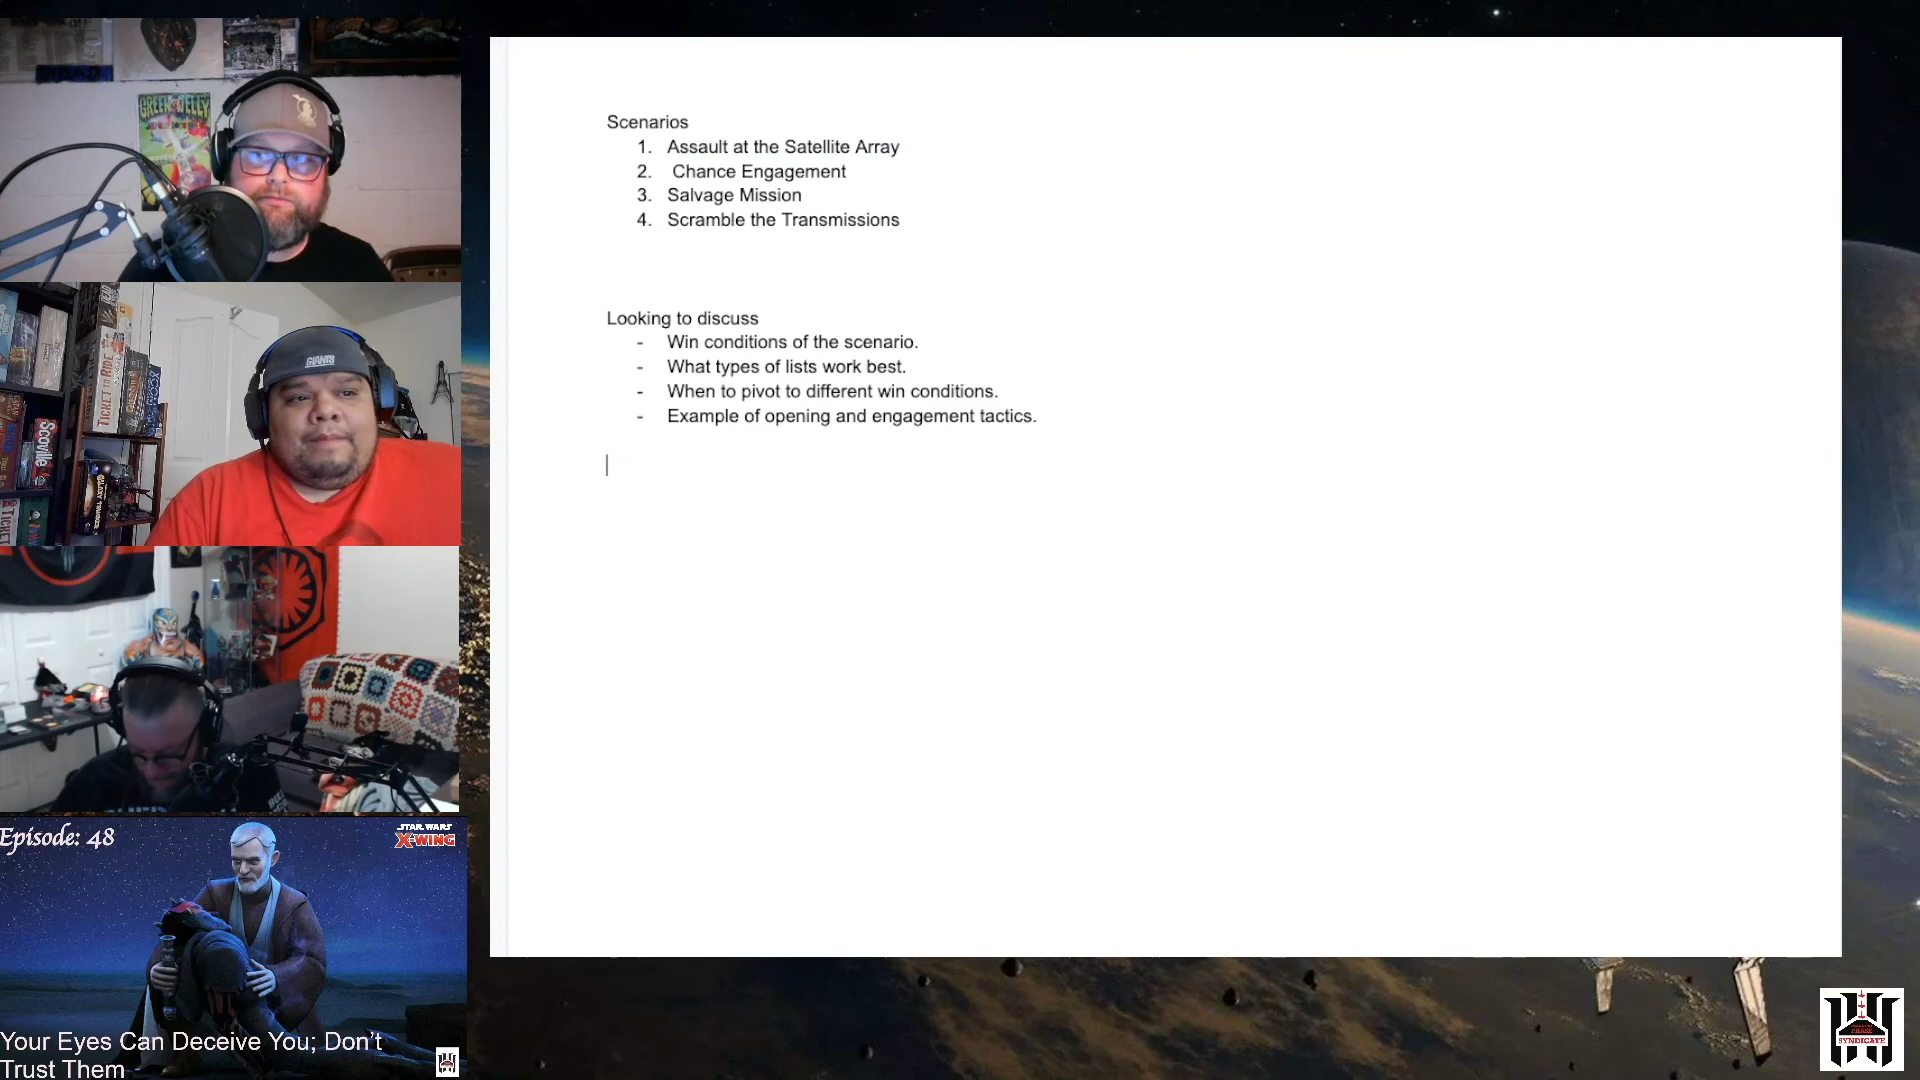 GREEN JELLY
GIANTS
TICKET TO RIDE
Scoville
Episode: 48
STAR WARS
X-WING
Your Eyes Can Deceive You; Don't
Trust Them
Scenarios
1. Assault at the Satellite Array
2. Chance Engagement
3. Salvage Mission
4. Scramble the Transmissions
Looking to discuss
- Win conditions of the scenario.
- What types of lists work best.
- When to pivot to different win conditions.
- Example of opening and engagement tactics.
SYNDICATE